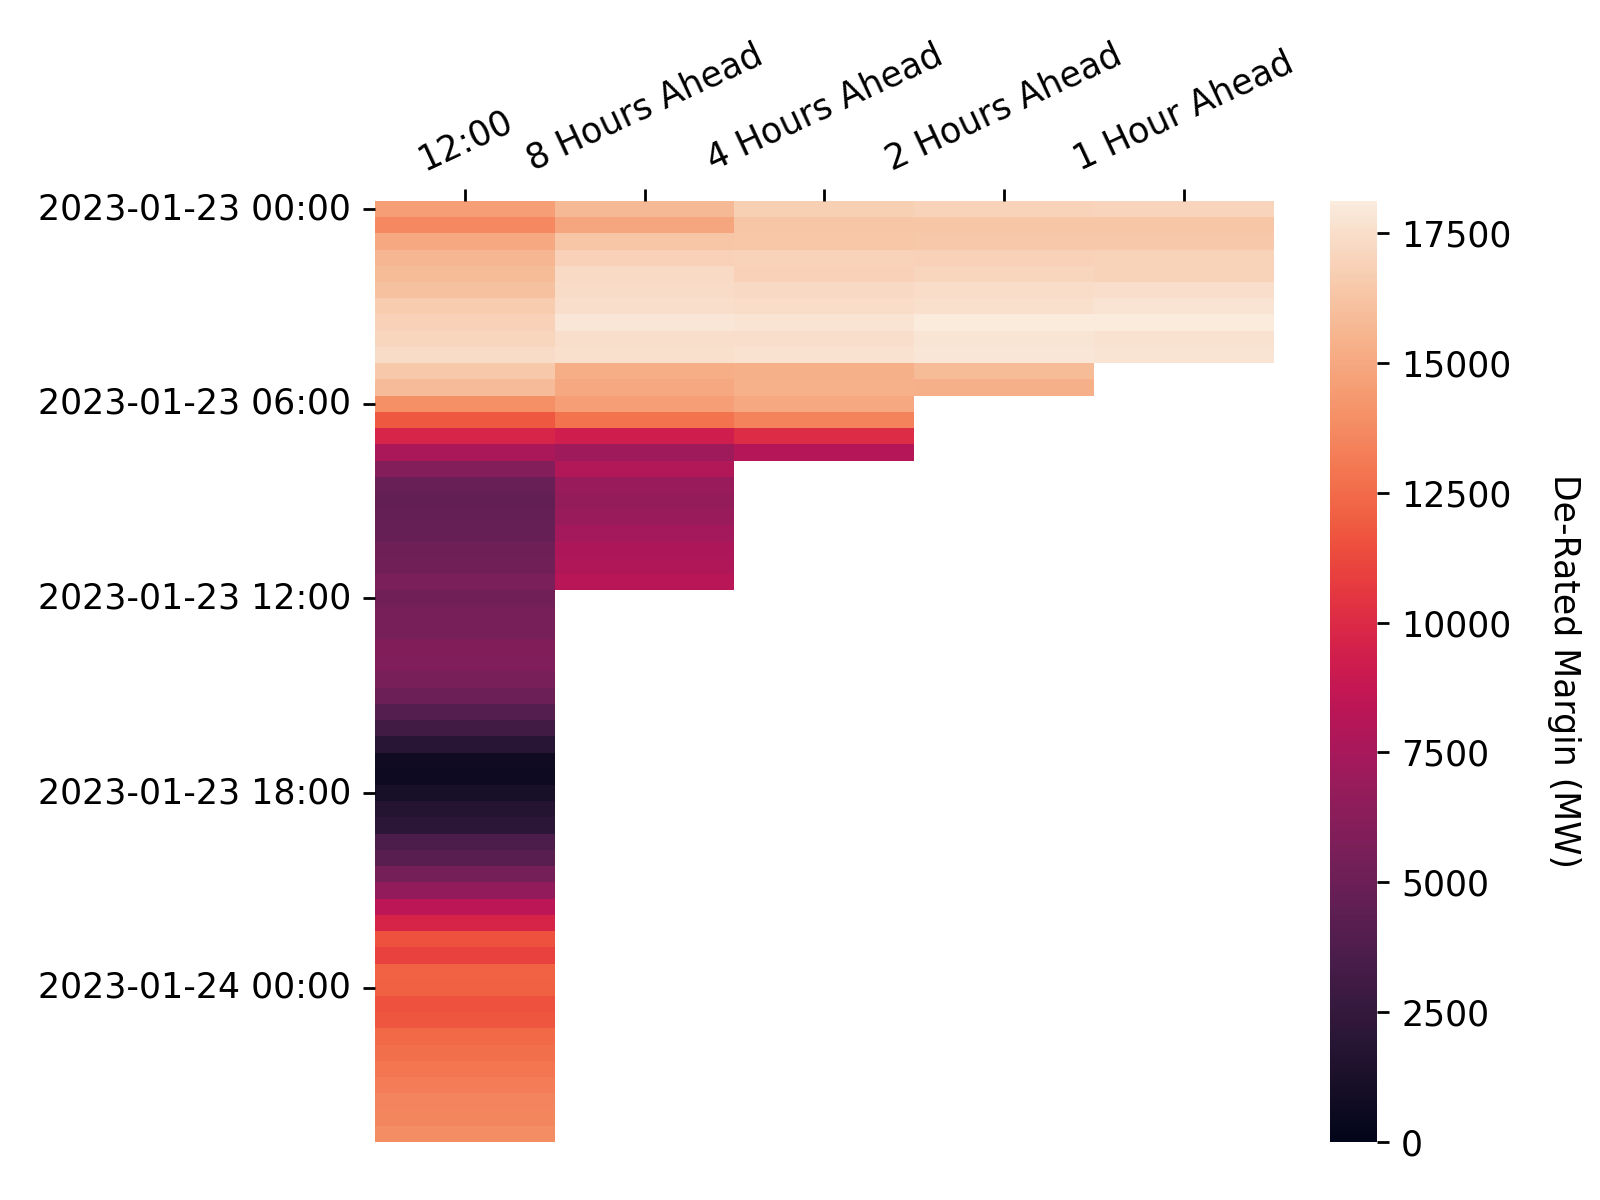 12:00
8 Hours Ahead
4 Hours Ahead
2 Hours Ahead
1 Hour Ahead
2023-01-23 00:00
2023-01-23 06:00
2023-01-23 12:00
2023-01-23 18:00
2023-01-24 00:00
17500
15000
12500
10000
7500
5000
2500
0
De-Rated Margin (MW)